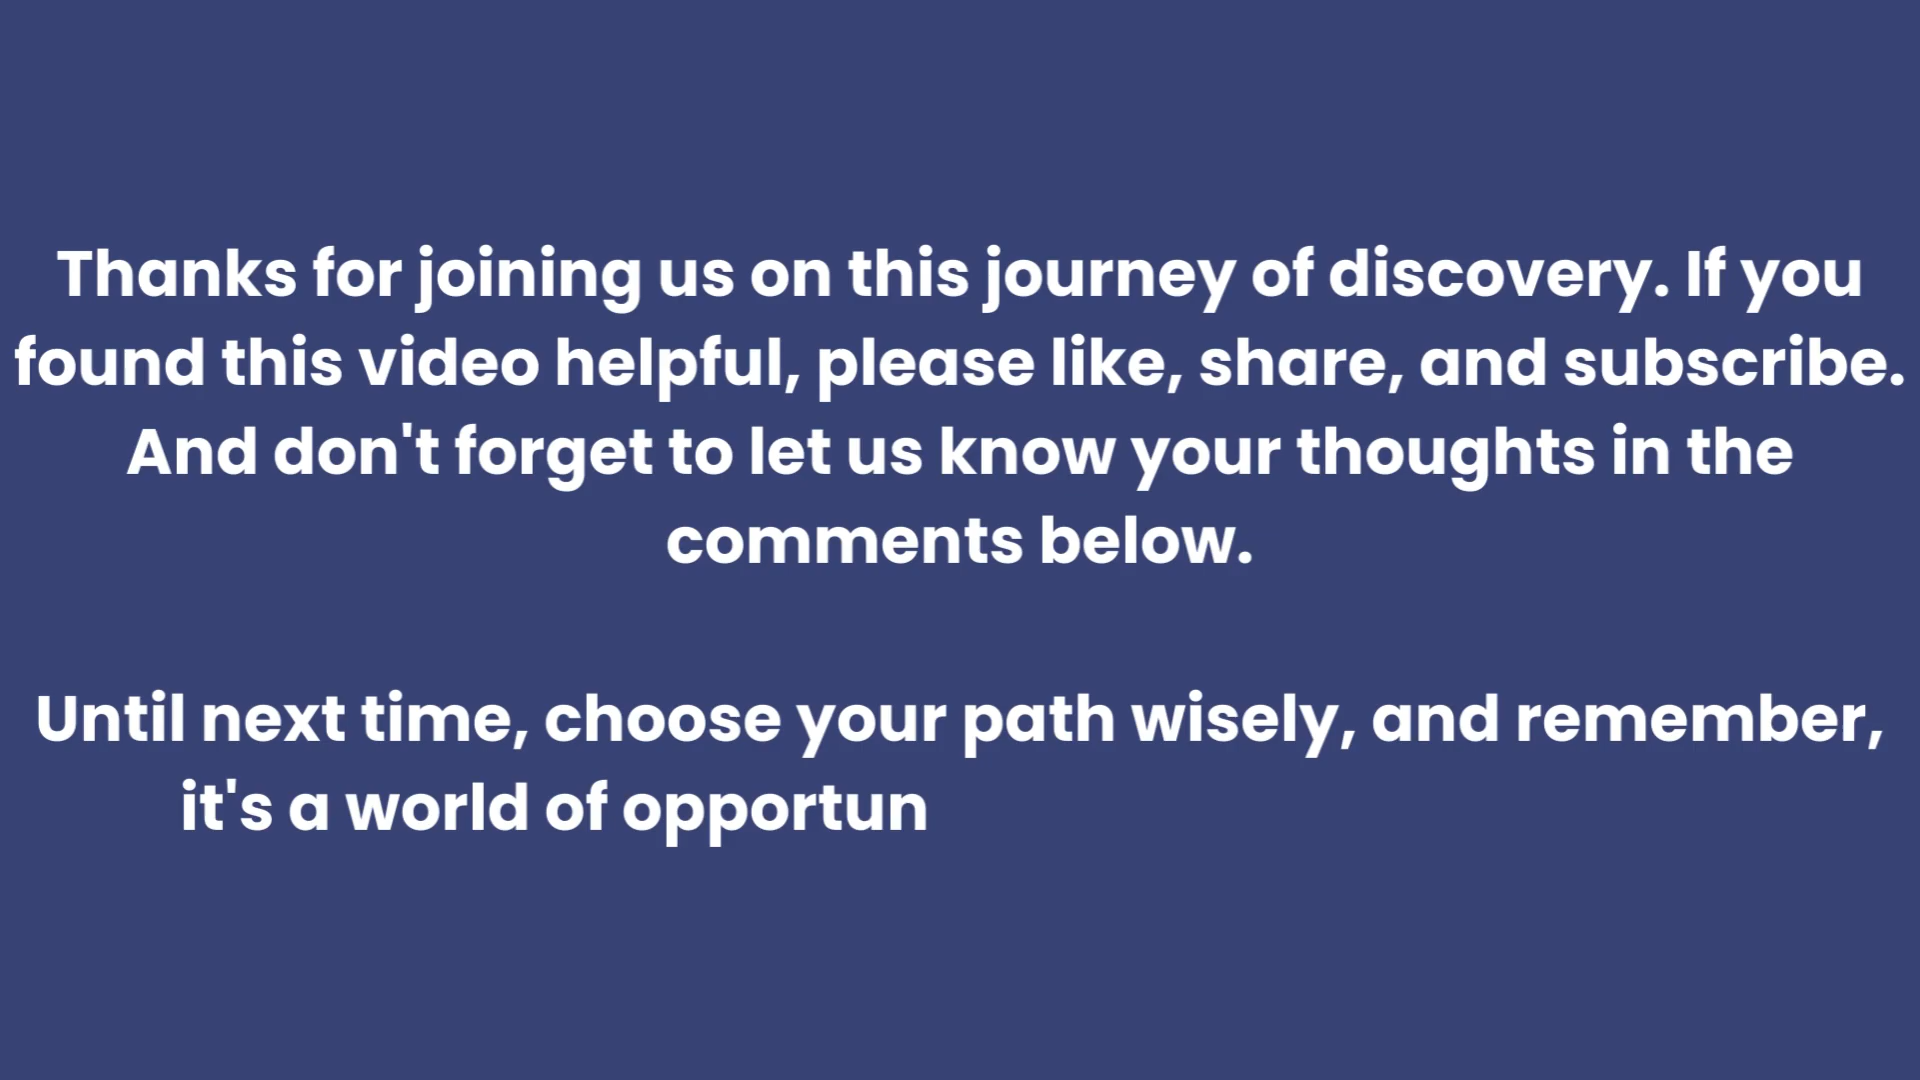 Thanks for joining us on this journey of discovery. If you
found this video helpful, please like, share, and subscribe.
And don't forget to let us know your thoughts in the
comments below.
Until next time, choose your path wisely, and remember,
it's a world of opportun